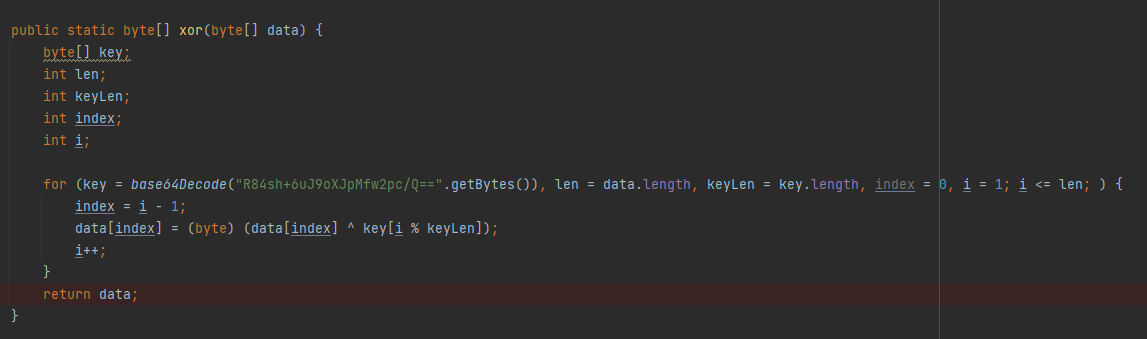 public static byte[] xor(byte[] data) {
byte[] key;
int len;
int keyLen;
int index;
int i;
for (key = base64Decode("R84sh+6uJ9oXJpMfw2pc/Q==".getBytes()), len = data.length, keyLen = key.length, index = 0, i = 1; i <= len; ) {
index = i - 1;
data[index] = (byte) (data[index] ^ key[i % keyLen]);
i++;
}
return data;
}